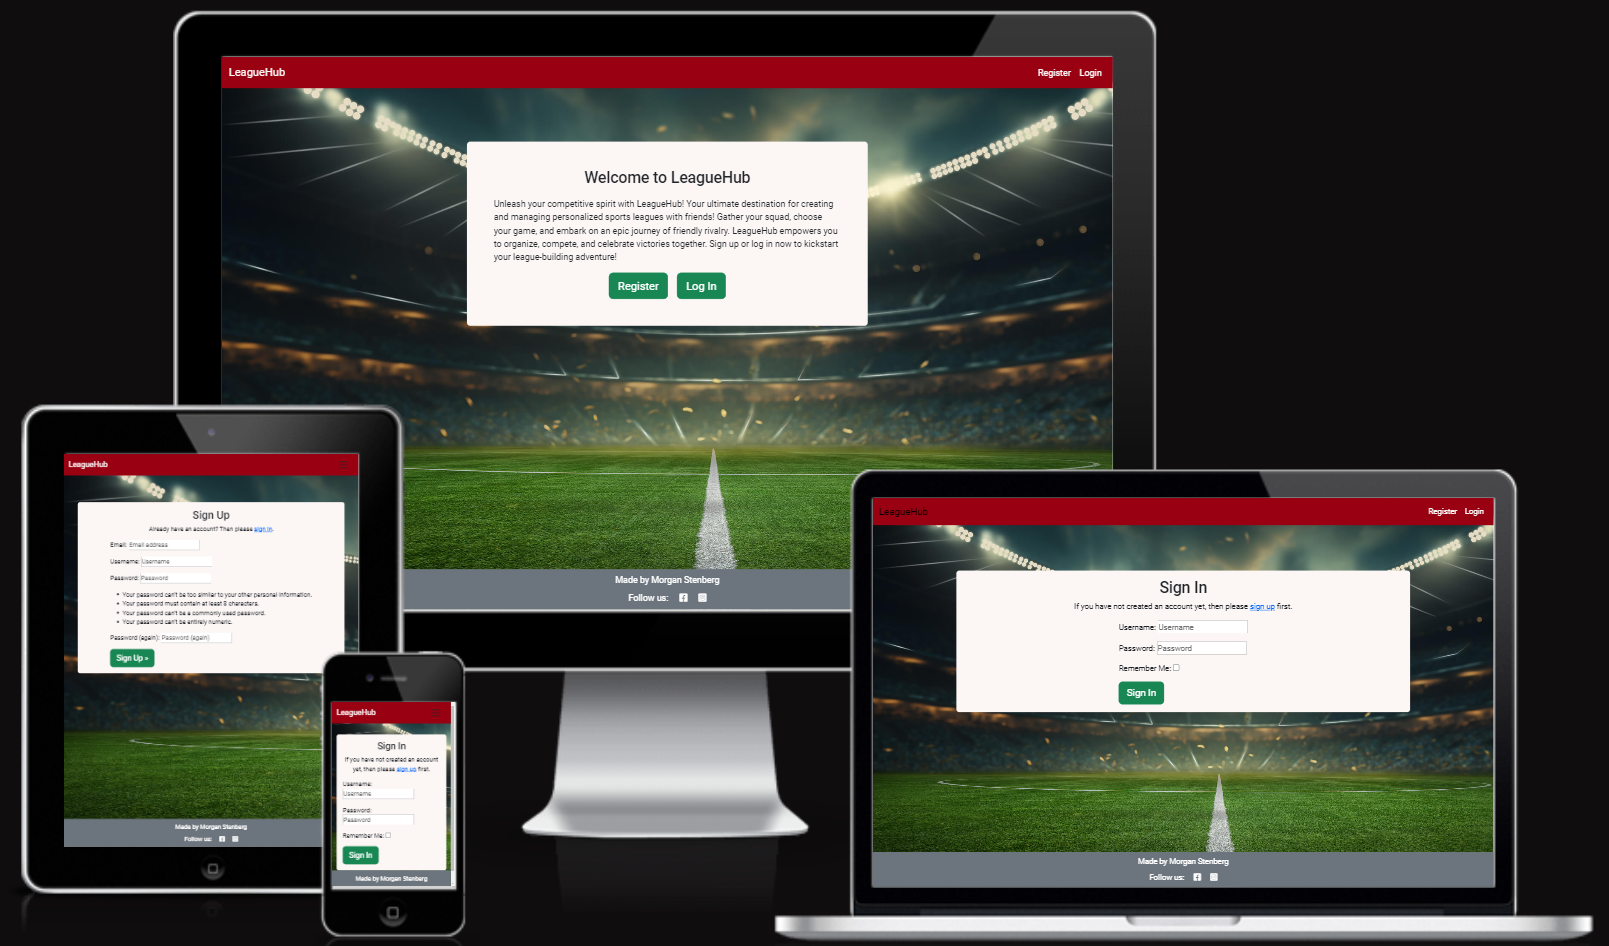 LeagueHub
Register Login
Welcome to LeagueHub
Unleash your competitive spirit with LeagueHub! Your ultimate destination for creating
and managing personalized sports leagues with friends! Gather your squad, choose
your game, and embark on an epic journey of friendly rivalry. LeagueHub empowers you
to organize, compete, and celebrate victories together. Sign up or log in now to kickstart
your league-building adventure!
Register Log In
Made by Morgan Stenberg
Follow us:
LeagueHub
Sign Up
Already have an account? Then please sign in.
Email: Email address
Username: Username
Password: Password
• Your password can't be too similar to your other personal information.
• Your password must contain at least 8 characters.
• Your password can't be a commonly used password.
• Your password can't be entirely numeric.
Password (again): Password (again)
Sign Up »
Made by Morgan Stenberg
Follow us:
LeagueHub
Sign In
If you have not created an account
yet, then please sign up first.
Username:
Username
Password:
Password
Remember Me:
Sign In
Made by Morgan Stenberg
LeagueHub
Register Login
Sign In
If you have not created an account yet, then please sign up first.
Username: Username
Password: Password
Remember Me:
Sign In
Made by Morgan Stenberg
Follow us: